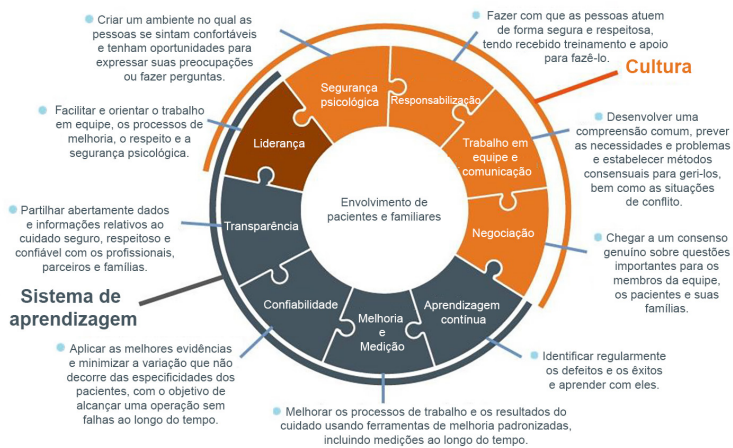 Criar um ambiente no qual as
pessoas se sintam confortáveis
e tenham oportunidades para
expressar suas preocupações
ou fazer perguntas.
Fazer com que as pessoas atuem
de forma segura e respeitosa,
tendo recebido treinamento e apoio
para fazê-lo.
Cultura
Segurança
psicológica
Responsabilização
Facilitar e orientar o trabalho
em equipe, os processos de
melhoria, o respeito e a
segurança psicológica.
Liderança
Trabalho em
equipe e
comunicação
Desenvolver uma
compreensão comum, prever
as necessidades e problemas
e estabelecer métodos
consensuais para geri-los,
bem como as situações
de conflito.
Envolvimento de
pacientes e familiares
Partilhar abertamente dados
e informações relativos ao
cuidado seguro, respeitoso e
confiável com os profissionais,
parceiros e famílias.
Transparência
Negociação
Chegar a um consenso
genuíno sobre questões
importantes para os
membros da equipe,
os pacientes e suas
famílias.
Sistema de
aprendizagem
Confiabilidade
Melhoria
e
Medição
Aprendizagem
contínua
Aplicar as melhores evidências
e minimizar a variação que não
decorre das especificidades dos
pacientes, com o objetivo de
alcançar uma operação sem
falhas ao longo do tempo.
Identificar regularmente
os defeitos e os êxitos
e aprender com eles.
Melhorar os processos de trabalho e os resultados do
cuidado usando ferramentas de melhoria padronizadas,
incluindo medições ao longo do tempo.